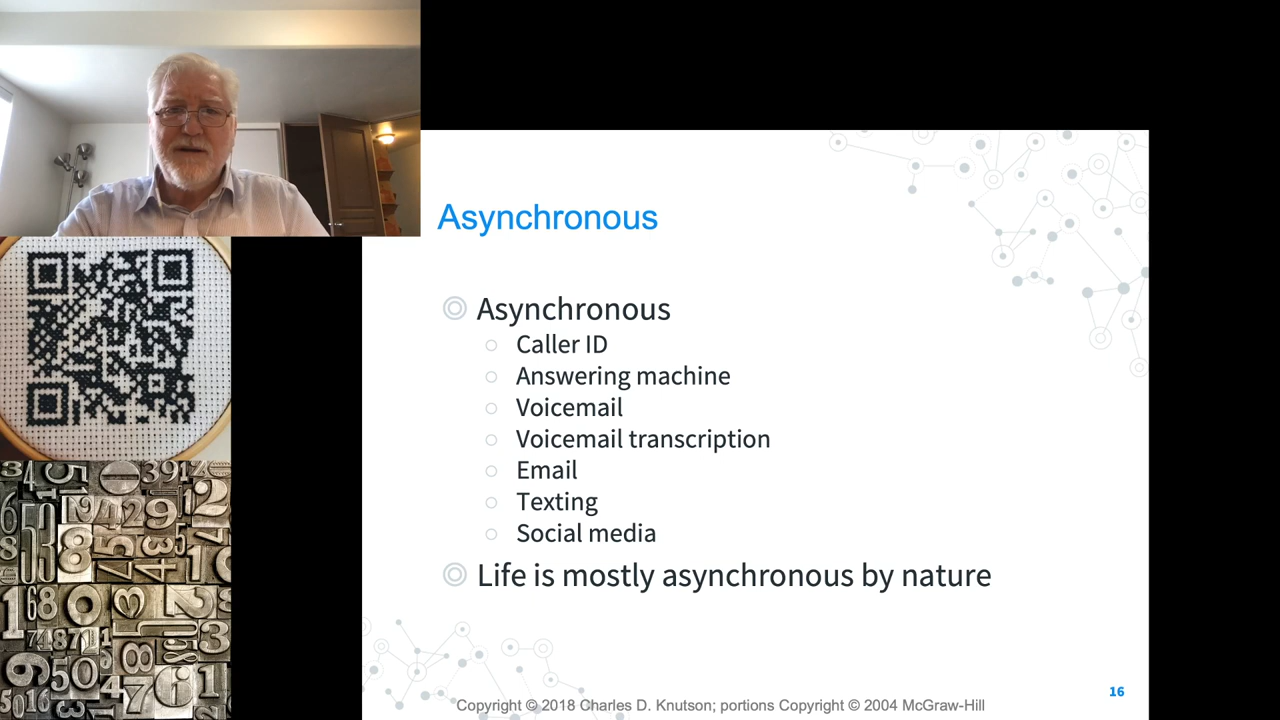 Asynchronous
Asynchronous
Caller ID
Answering machine
Voicemail
Voicemail transcription
Email
Texting
Social media
Life is mostly asynchronous by nature
16
Copyright © 2018 Charles D. Knutson; portions Copyright © 2004 McGraw-Hill